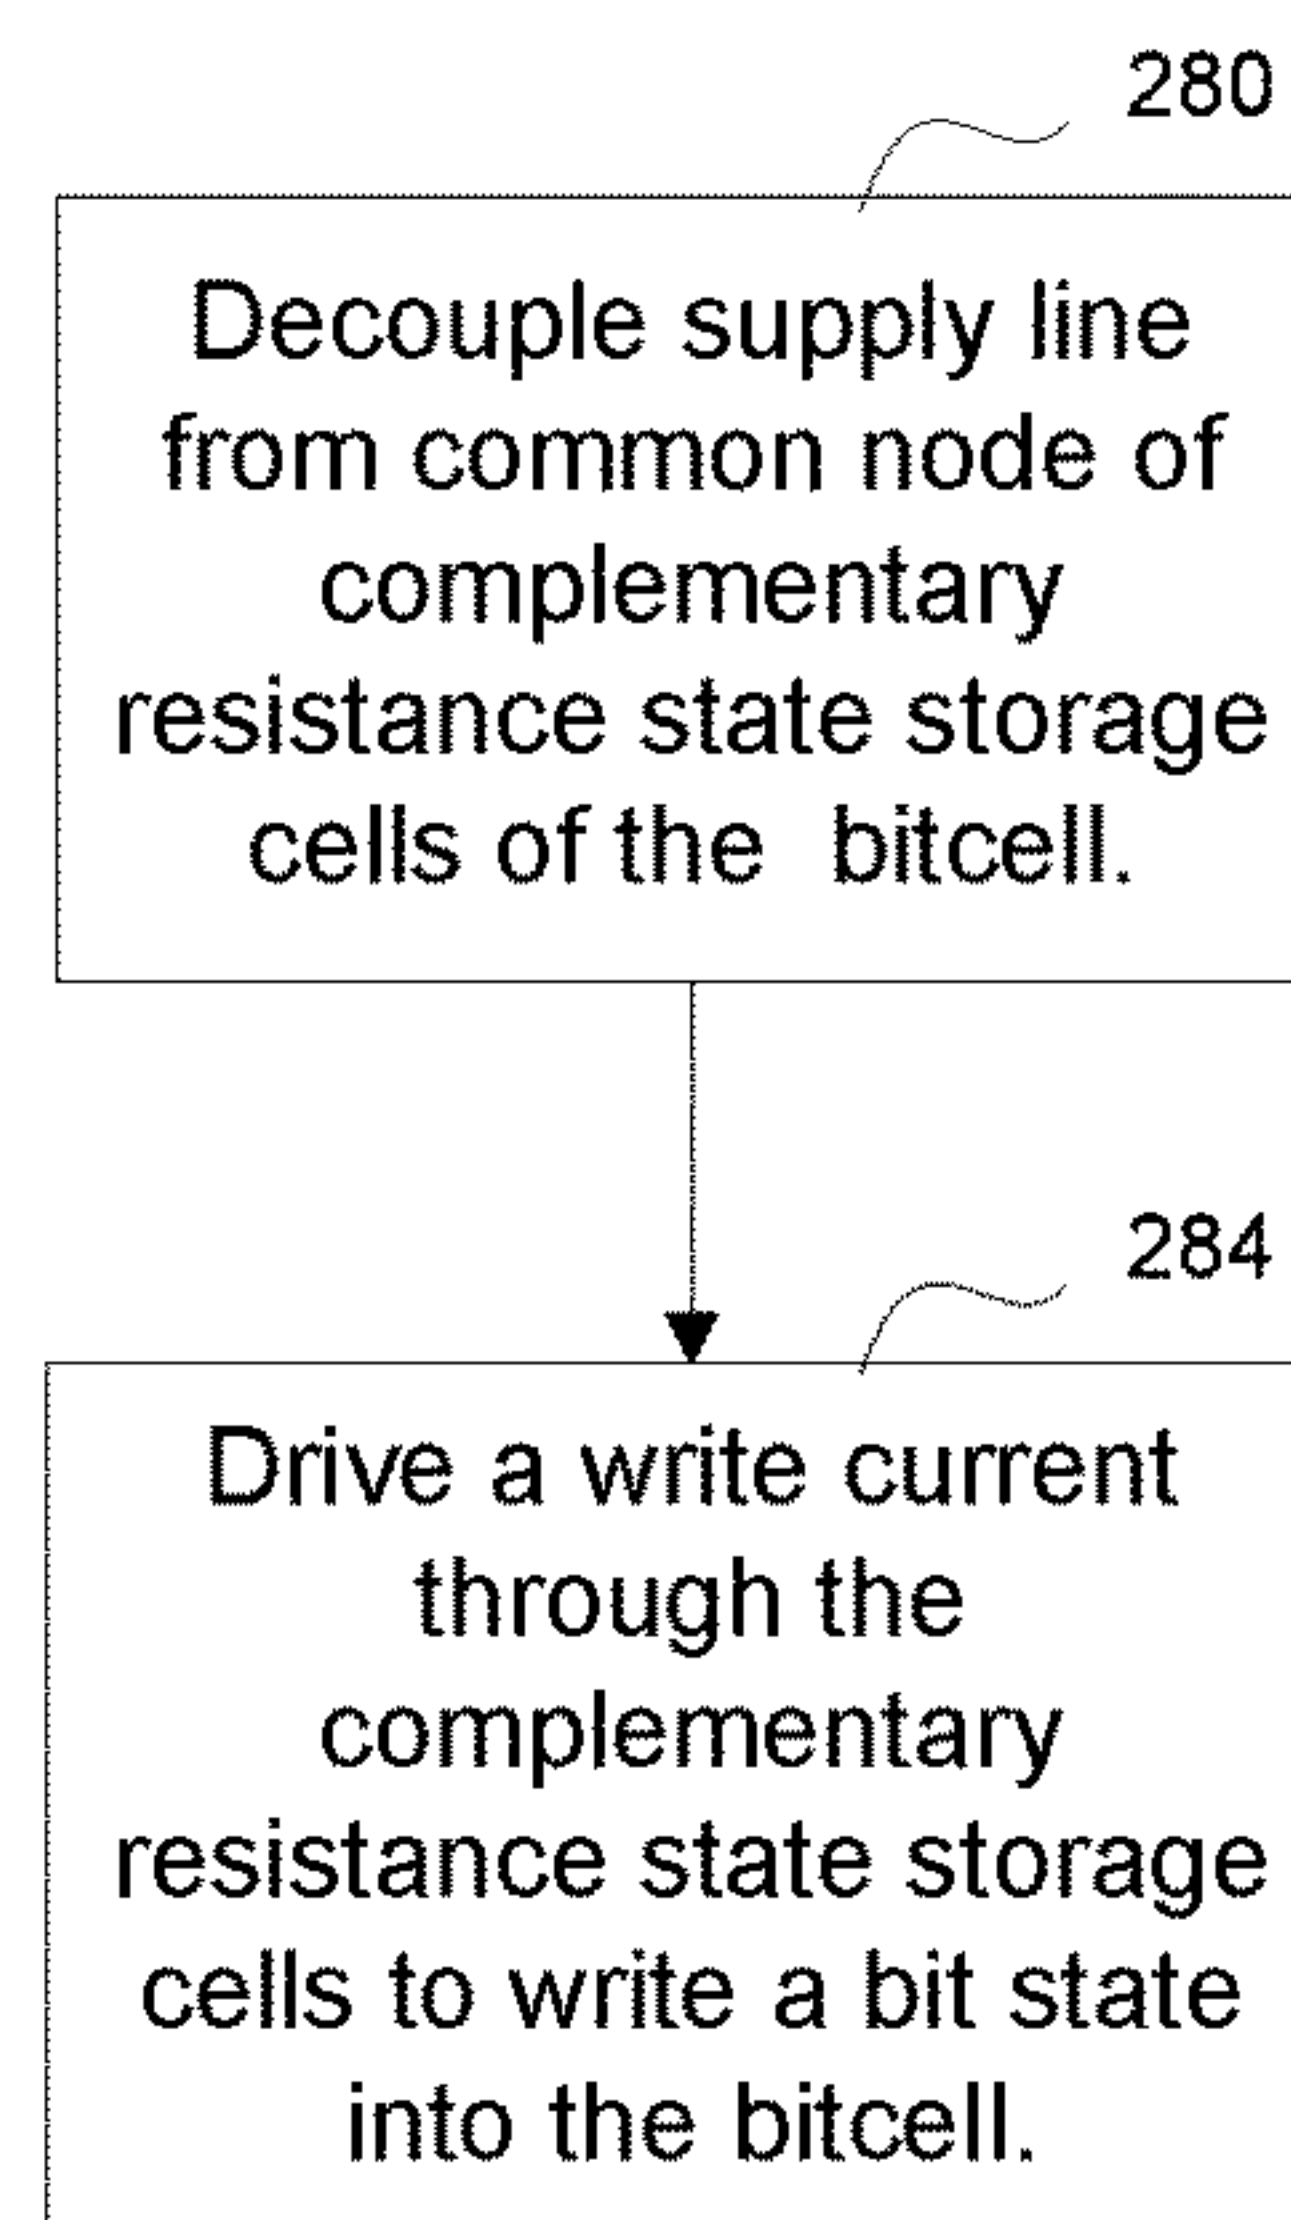 280
Decouple supply line
from common node of
complementary
resistance state storage
cells of the bitcell.
284
Drive a write current
through the
complementary
resistance state storage
cells to write a bit state
into the bitcell.